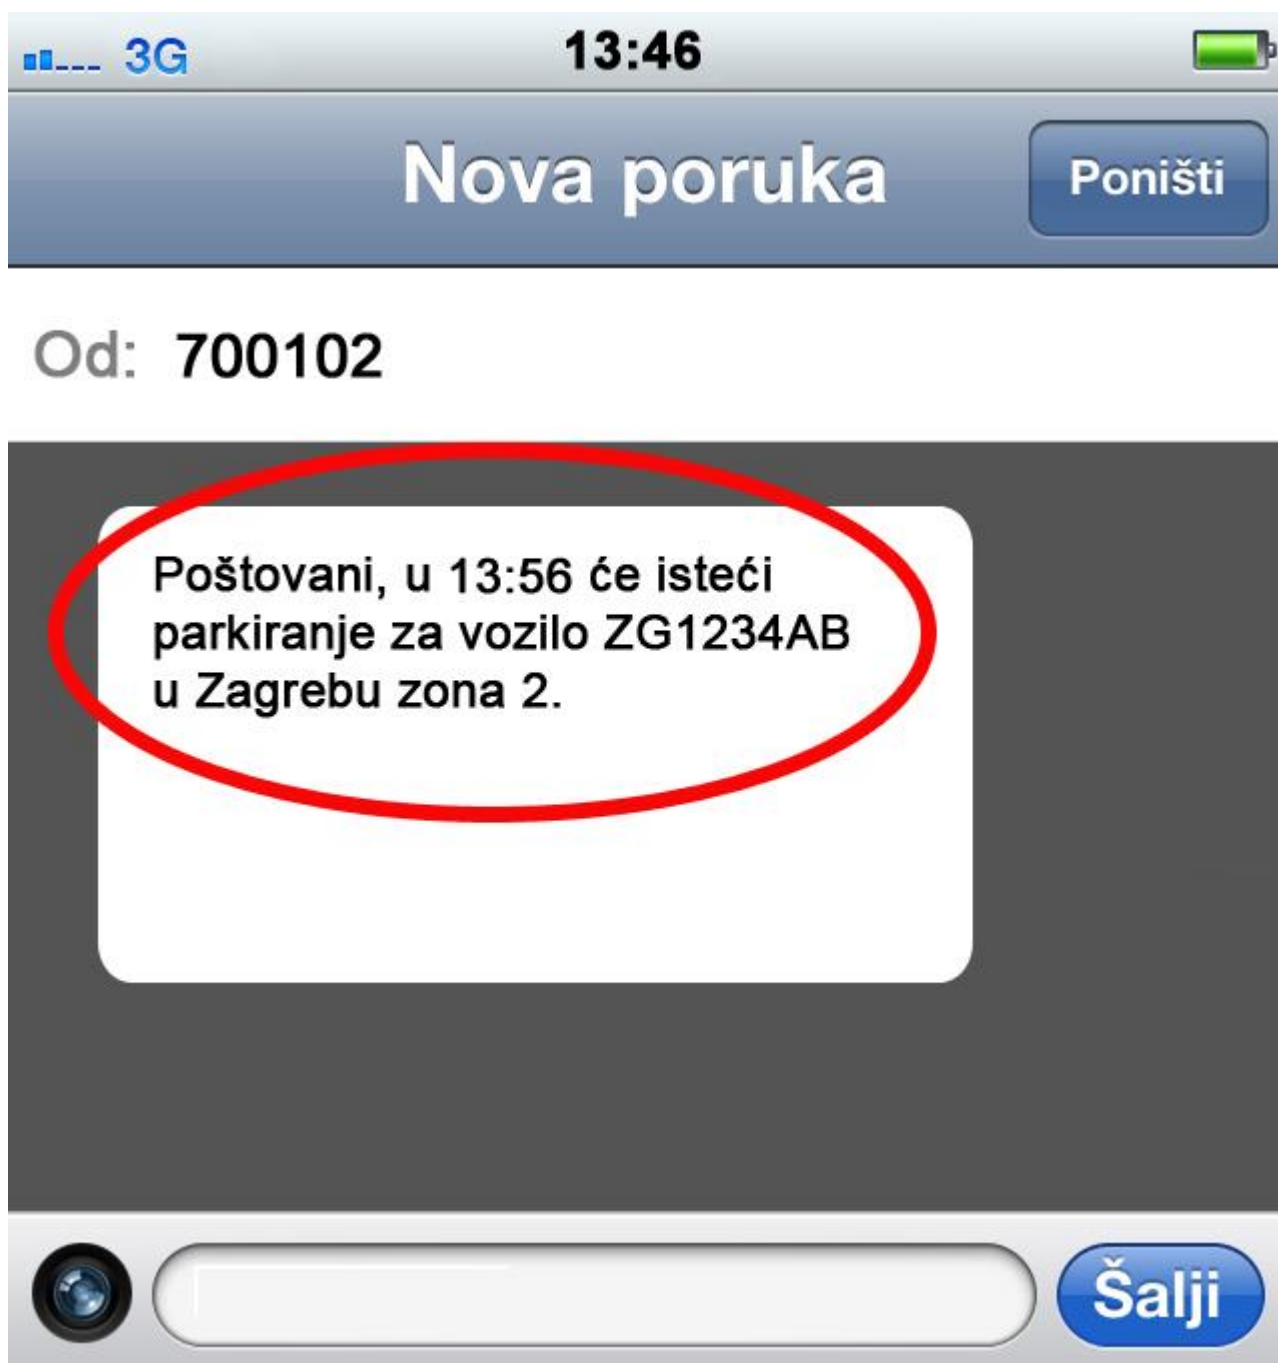 3G 13:46
Nova poruka Poništi
Od: 700102
Poštovani, u 13:56 će isteći
parkiranje za vozilo ZG1234AB
u Zagrebu zona 2.
Šalji